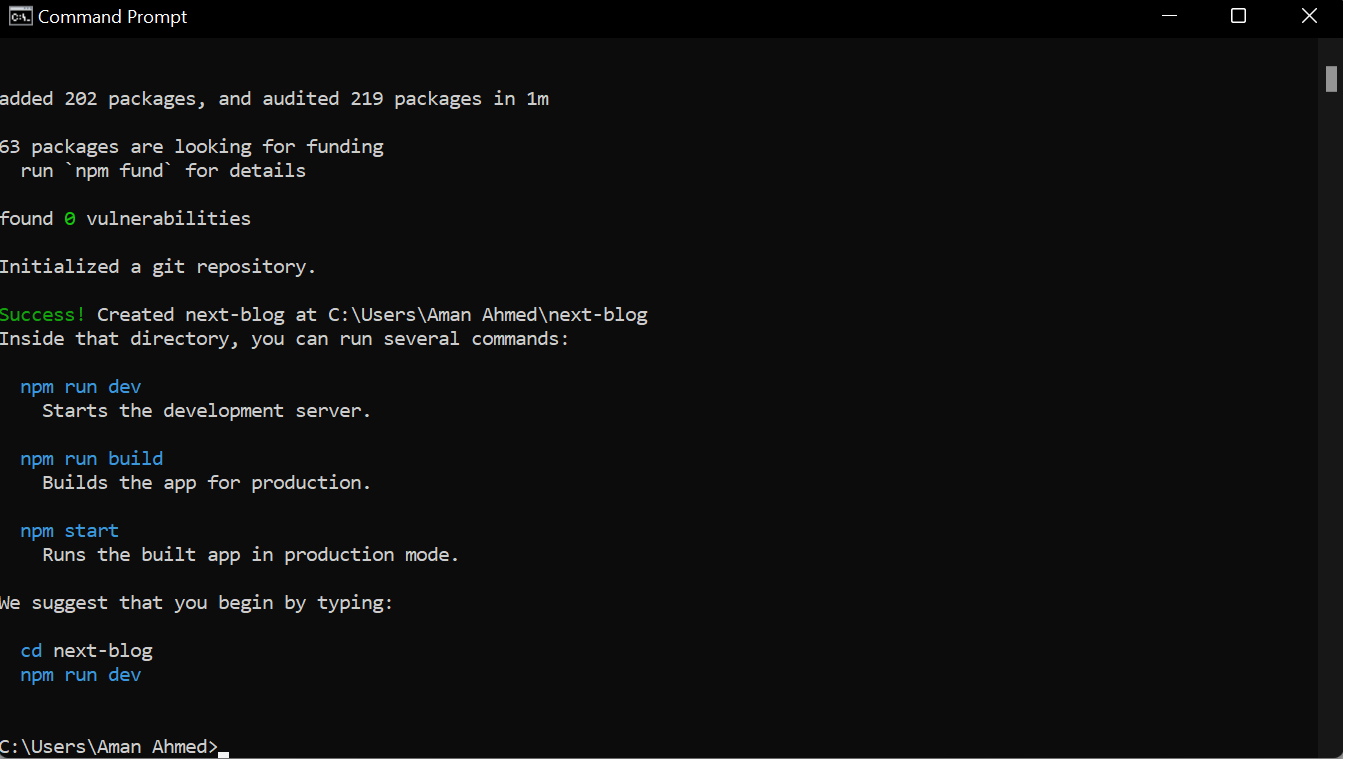 Command Prompt
added 202 packages, and audited 219 packages in 1m
63 packages are looking for funding
run `npm fund` for details
found 0 vulnerabilities
Initialized a git repository.
Success! Created next-blog at C:\Users\Aman Ahmed\next-blog
Inside that directory, you can run several commands:
npm run dev
Starts the development server.
npm run build
Builds the app for production.
npm start
Runs the built app in production mode.
We suggest that you begin by typing:
cd next-blog
npm run dev
C:\Users\Aman Ahmed>